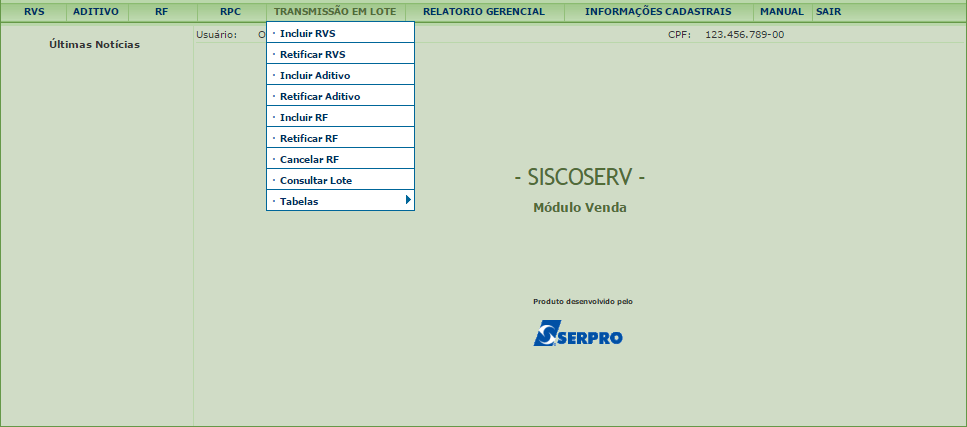 RVS ADITIVO RF RPC TRANSMISSÃO EM LOTE RELATORIO GERENCIAL INFORMAÇÕES CADASTRAIS MANUAL SAIR
Últimas Notícias
Usuário: CPF: 123.456.789-00
· Incluir RVS
· Retificar RVS
· Incluir Aditivo
· Retificar Aditivo
· Incluir RF
· Retificar RF
· Cancelar RF
· Consultar Lote
· Tabelas
- SISCOSERV -
Módulo Venda
Produto desenvolvido pelo
SERPRO